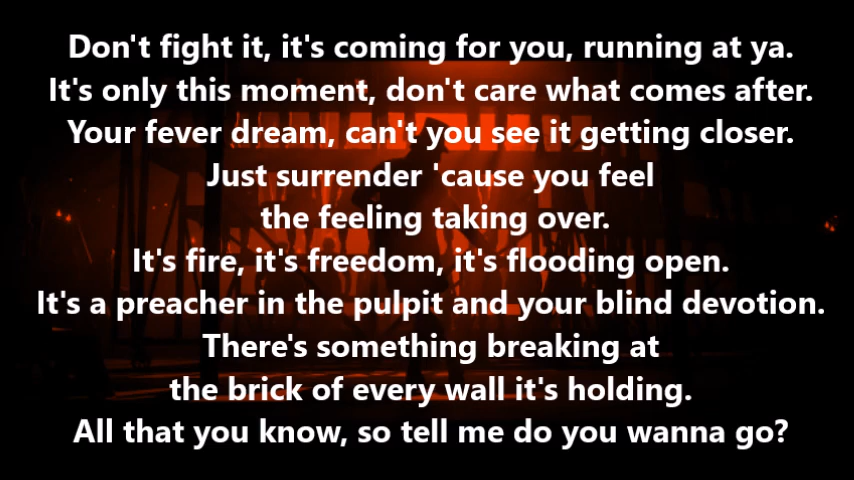 Don't fight it, it's coming for you, running at ya.
It's only this moment, don't care what comes after.
Your fever dream, can't you see it getting closer.
Just surrender 'cause you feel
the feeling taking over.
It's fire, it's freedom, it's flooding open.
It's a preacher in the pulpit and your blind devotion.
There's something breaking at
the brick of every wall it's holding.
All that you know, so tell me do you wanna go?